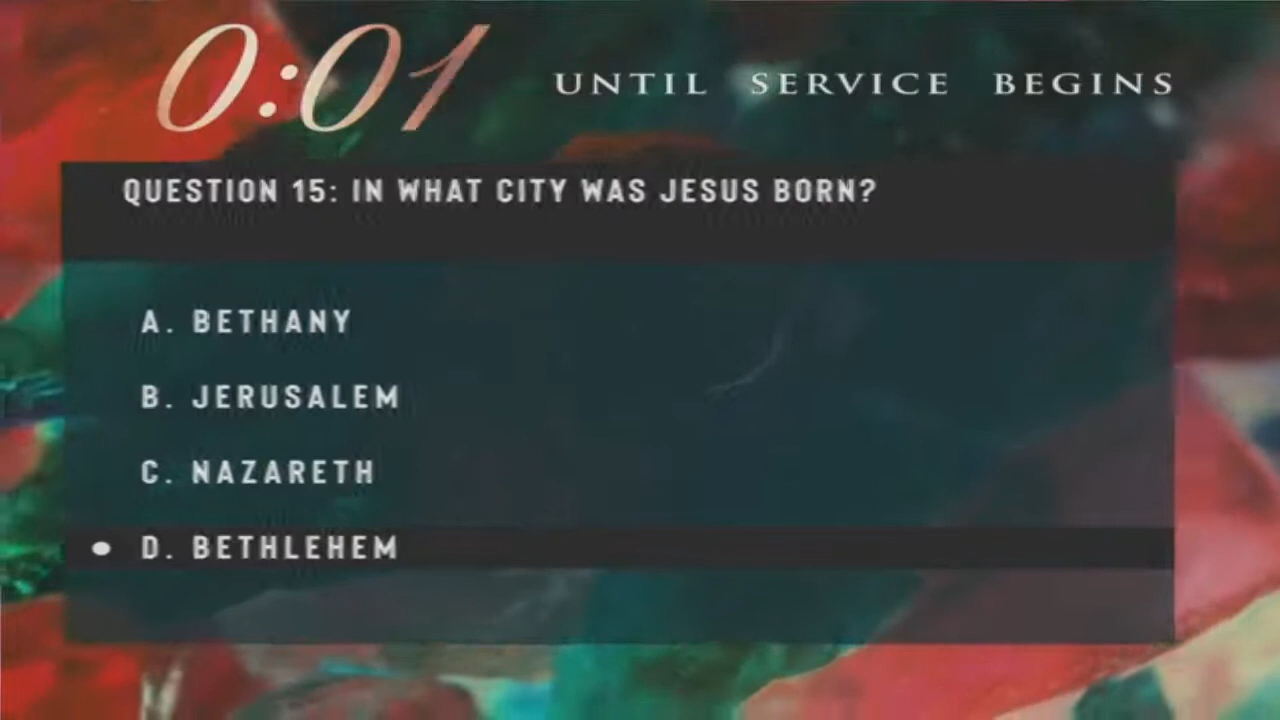 0:01 UNTIL SERVICE BEGINS
QUESTION 15: IN WHAT CITY WAS JESUS BORN?
A. BETHANY
B. JERUSALEM
C. NAZARETH
D. BETHLEHEM